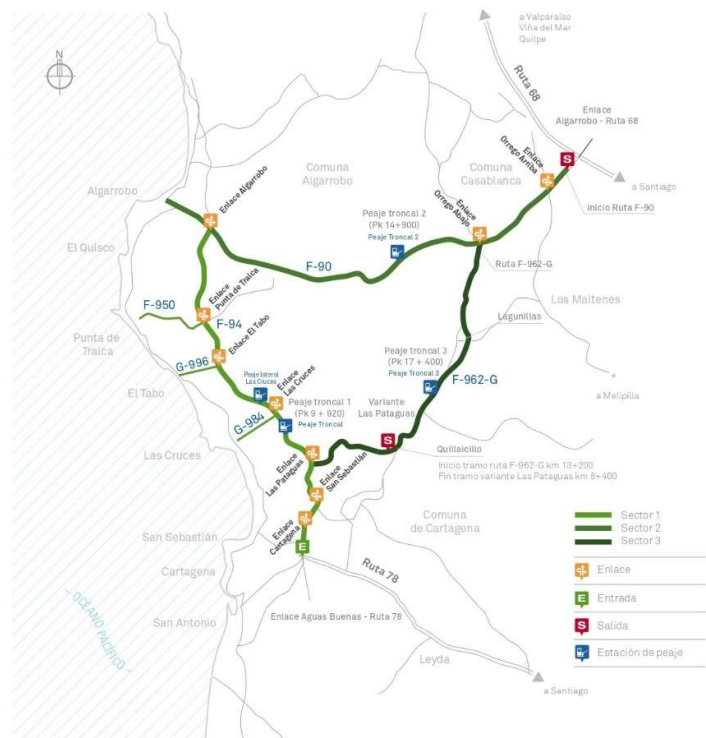 a Valparaíso
Viña del Mar
Quilpe
N
Ruta 68
Enlace
Algarrobo - Ruta 68
Enlace
Orrego Arriba
S
a Santiago
Comuna
Algarrobo
Comuna
Casablanca
Algarrobo
Enlace Algarrobo
Enlace
Orrego Abajo
Inicio Ruta F-90
Peaje troncal 2
(Pk 14+900)
Peaje Troncal 2
El Quisco
F-90
Ruta F-962-G
Enlace
Punta de Tralca
F-950
F-94
Los Maitenes
Lagunillas
Punta de
Tralca
Enlace El Tabo
G-996
Peaje troncal 3
(Pk 17 + 400)
Peaje Troncal 3
F-962-G
Peaje lateral
Las Cruces
Enlace
Las Cruces
El Tabo
a Melipilla
Peaje troncal 1
(Pk 9 + 920)
Peaje Troncal
Variante
Las Pataguas
G-984
S
Las Cruces
Quillaicillo
Inicio tramo ruta F-962-G km 13+200
Fin tramo variante Las Pataguas km 6+400
Enlace
Las Pataguas
Enlace
San Sebastián
Enlace
Cartagena
Comuna
de Cartagena
San Sebastián
E
Cartagena
Ruta 78
San Antonio
Enlace Aguas Buenas - Ruta 78
OCÉANO PACÍFICO
Leyda
a Santiago
Sector 1
Sector 2
Sector 3
Enlace
E Entrada
S Salida
Estación de peaje